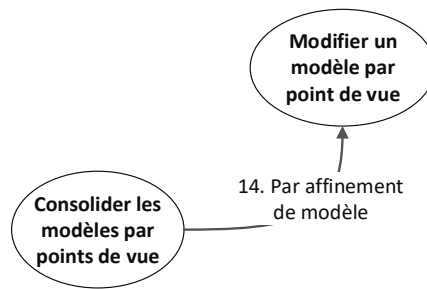 Modifier un
modèle par
point de vue
14. Par affinement
de modèle
Consolider les
modèles par
points de vue